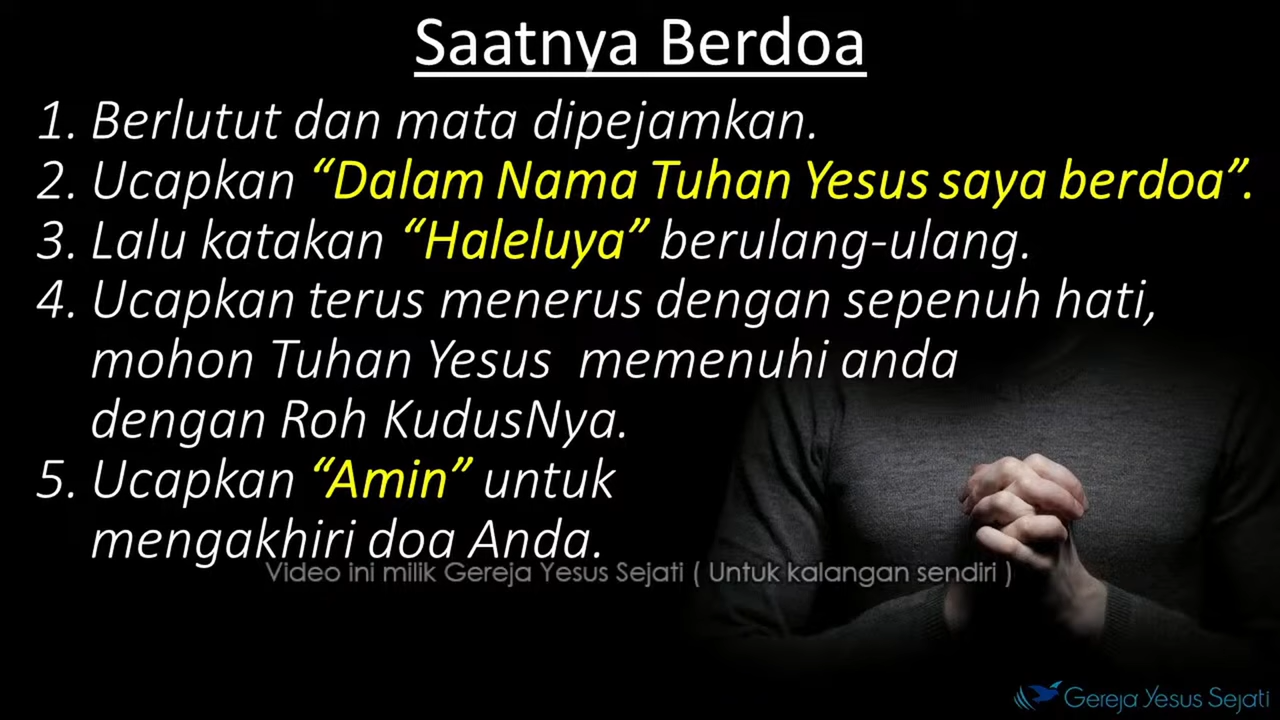 Saatnya Berdoa
1. Berlutut dan mata dipejamkan.
2. Ucapkan “Dalam Nama Tuhan Yesus saya berdoa”.
3. Lalu katakan “Haleluya” berulang-ulang.
4. Ucapkan terus menerus dengan sepenuh hati,
mohon Tuhan Yesus memenuhi anda
dengan Roh KudusNya.
5. Ucapkan “Amin” untuk
mengakhiri doa Anda.
Video ini milik Gereja Yesus Sejati ( Untuk kalangan sendiri )
Gereja Yesus Sejati